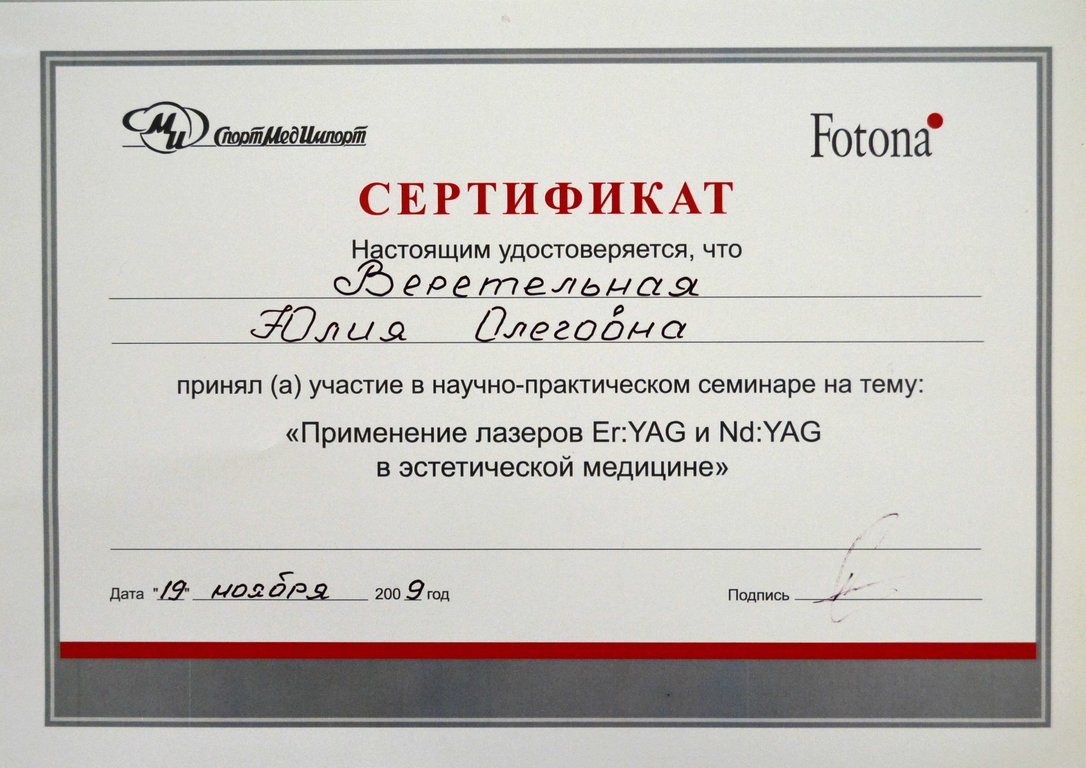 МИ СпортМедИмпорт
Fotona
СЕРТИФИКАТ
Настоящим удостоверяется, что
Веретельная
Юлия Олеговна
принял (а) участие в научно-практическом семинаре на тему:
«Применение лазеров Er:YAG и Nd:YAG
в эстетической медицине»
Дата "19" ноября 2009 год Подпись